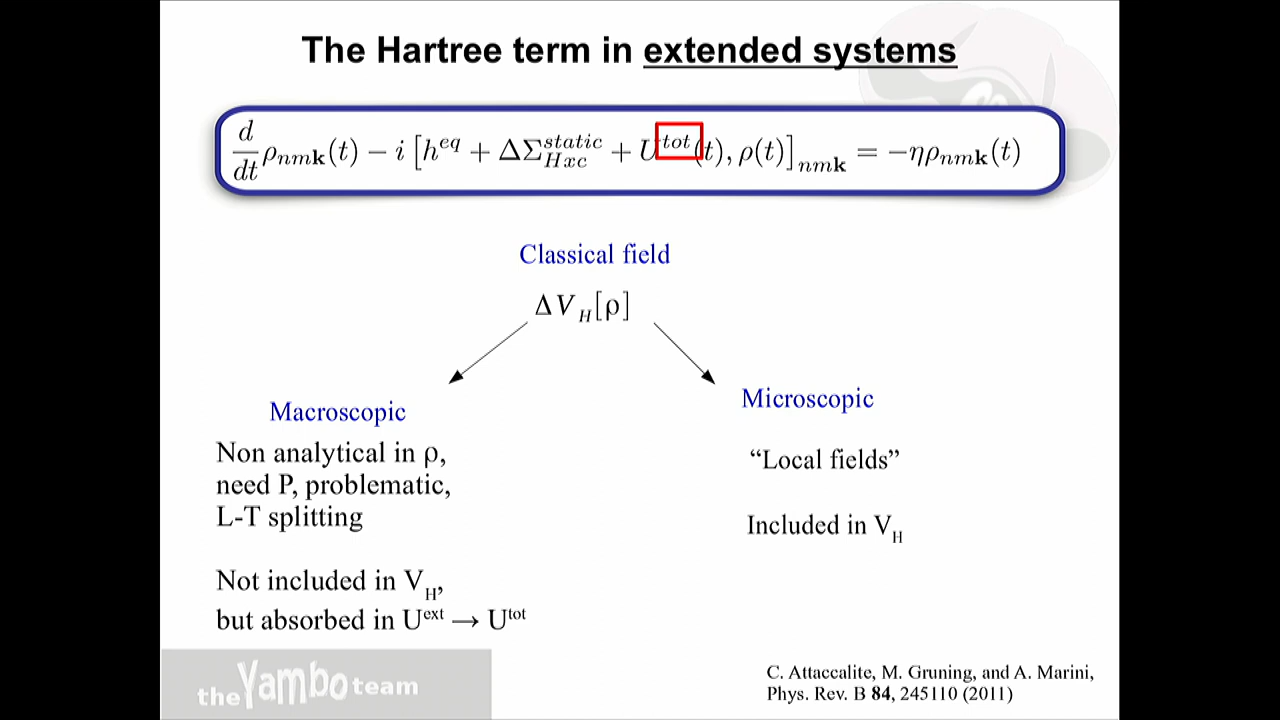 The Hartree term in extended systems
d/dt ρ_{nmk}(t) − i [h^{eq} + ΔΣ^{static}_{Hxc} + U^{tot}(t), ρ(t)]_{nmk} = −ηρ_{nmk}(t)
Classical field
ΔV_H[ρ]
Macroscopic
Microscopic
Non analytical in ρ,
need P, problematic,
L-T splitting
“Local fields”
Included in V_H
Not included in V_H,
but absorbed in U^{ext} → U^{tot}
the Yambo team
C. Attaccalite, M. Gruning, and A. Marini,
Phys. Rev. B 84, 245110 (2011)